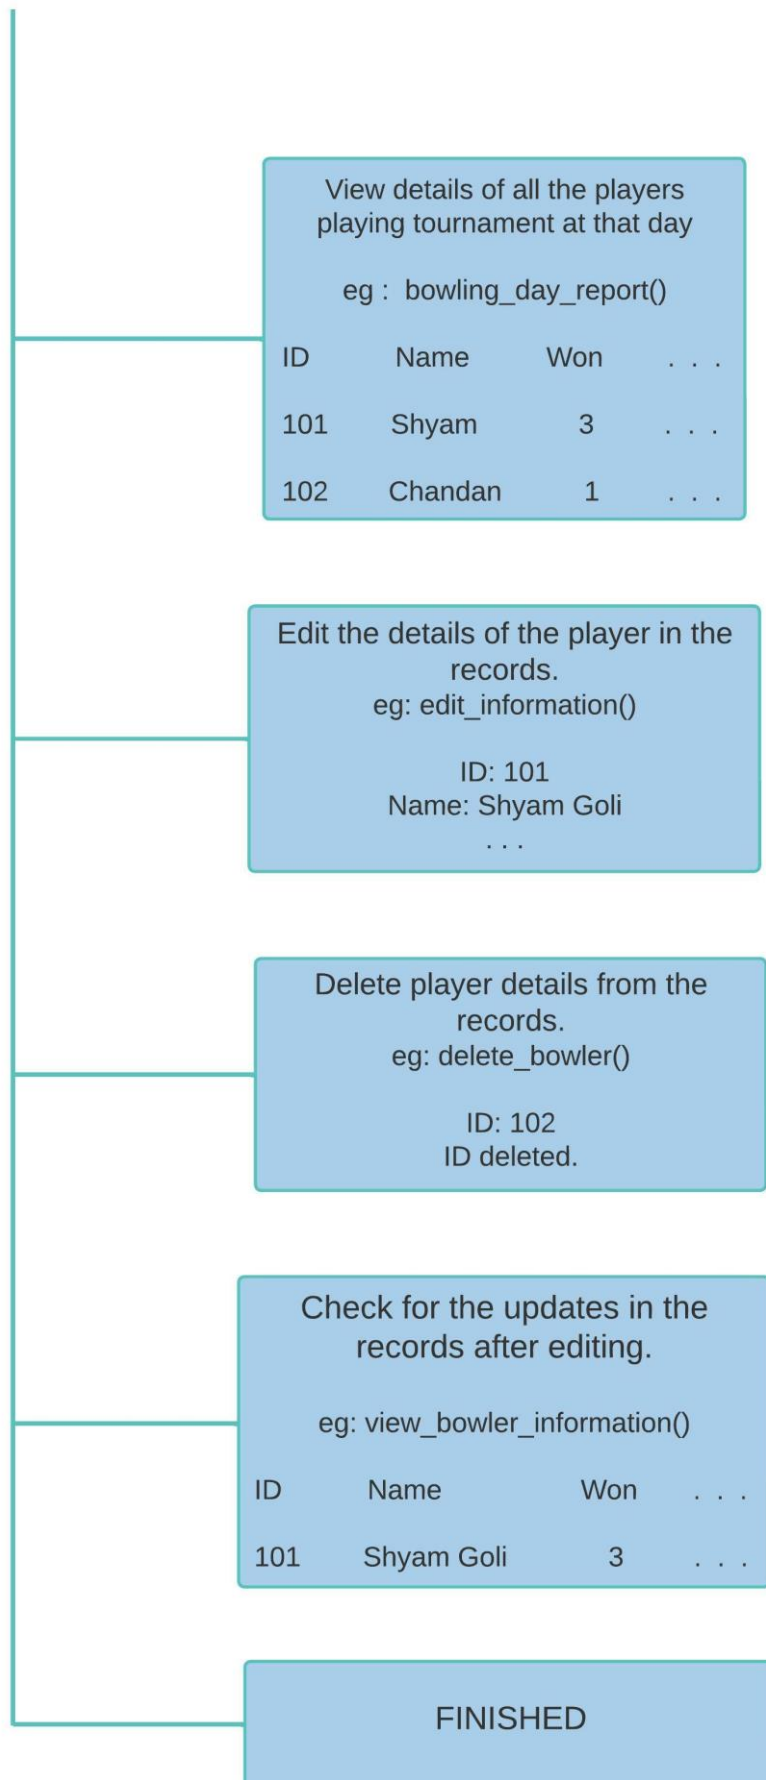 View details of all the players
playing tournament at that day
eg : bowling_day_report()
ID Name Won . . .
101 Shyam 3 . . .
102 Chandan 1 . . .
Edit the details of the player in the
records.
eg: edit_information()
ID: 101
Name: Shyam Goli
. . .
Delete player details from the
records.
eg: delete_bowler()
ID: 102
ID deleted.
Check for the updates in the
records after editing.
eg: view_bowler_information()
ID Name Won . . .
101 Shyam Goli 3 . . .
FINISHED